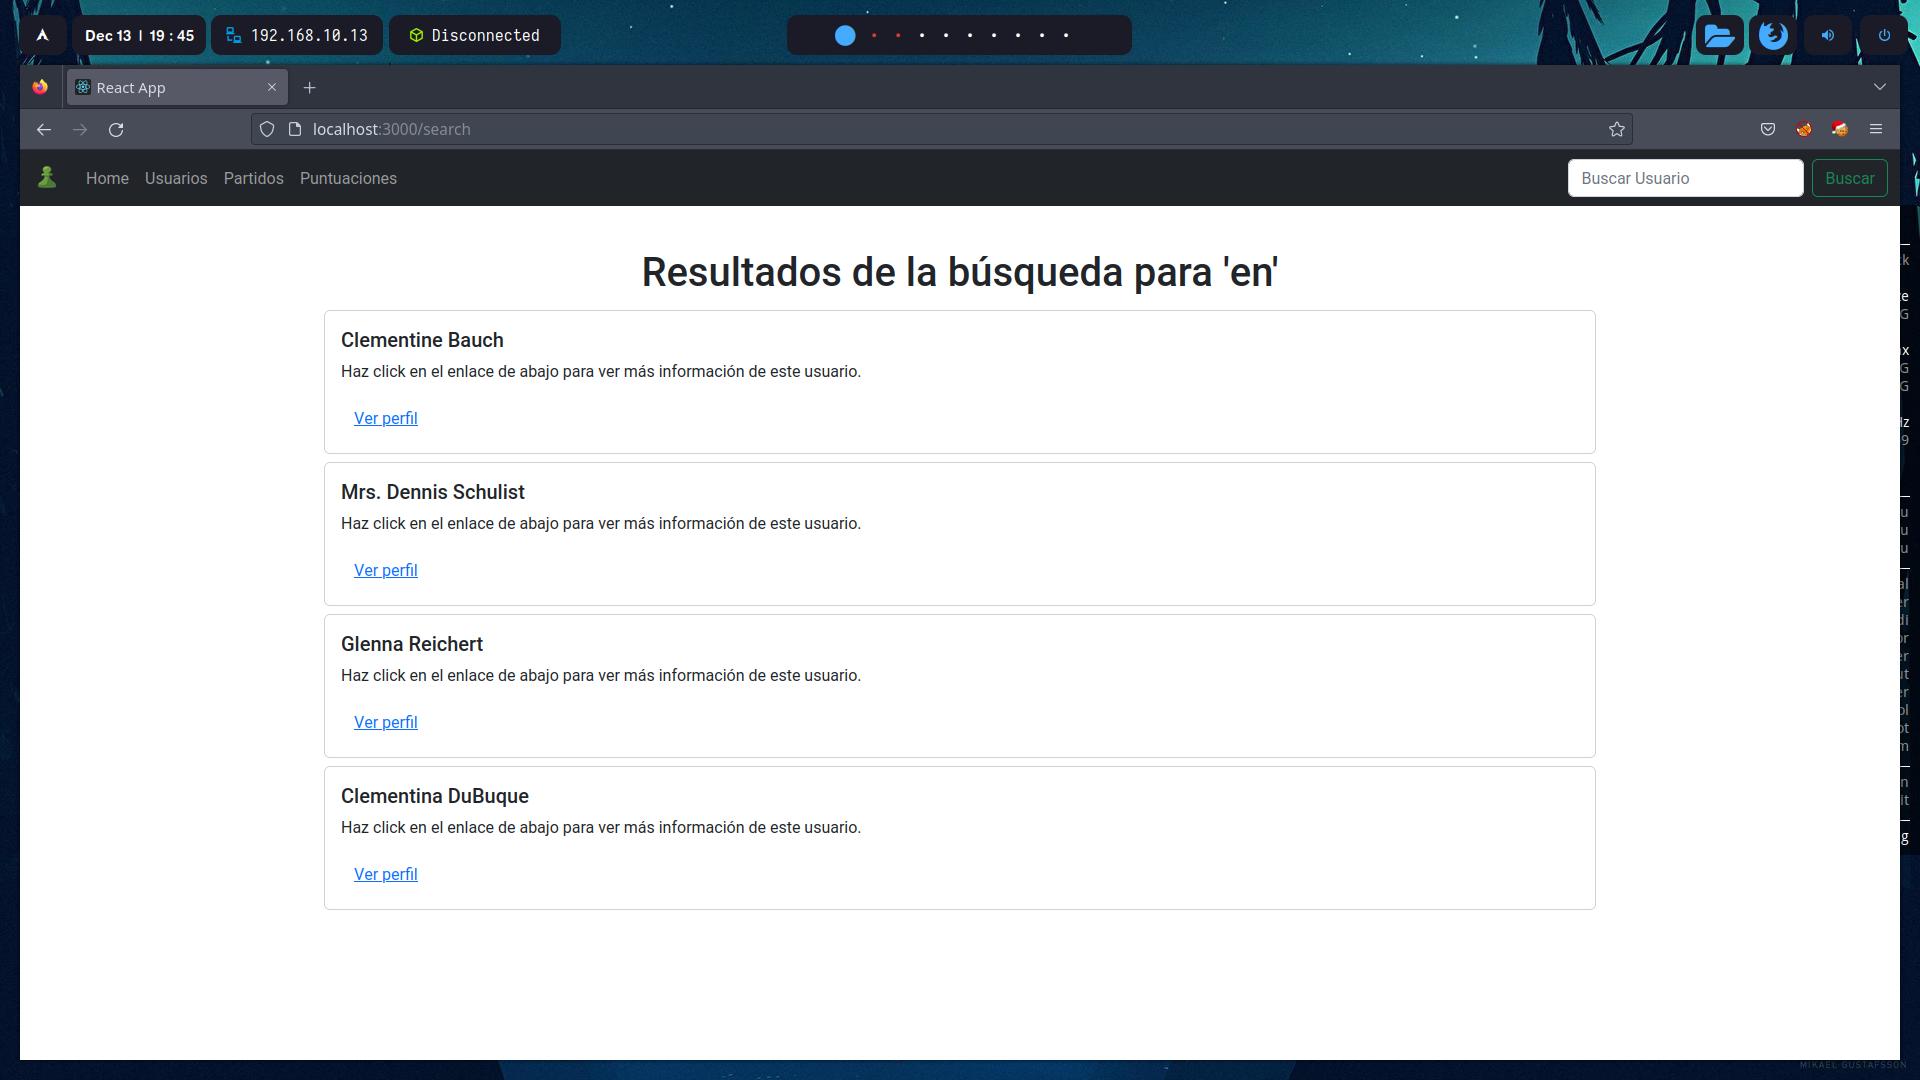 Dec 13 | 19 : 45
192.168.10.13
Disconnected
React App
localhost:3000/search
Home Usuarios Partidos Puntuaciones
Buscar Usuario
Buscar
Resultados de la búsqueda para 'en'
Clementine Bauch
Haz click en el enlace de abajo para ver más información de este usuario.
Ver perfil
Mrs. Dennis Schulist
Haz click en el enlace de abajo para ver más información de este usuario.
Ver perfil
Glenna Reichert
Haz click en el enlace de abajo para ver más información de este usuario.
Ver perfil
Clementina DuBuque
Haz click en el enlace de abajo para ver más información de este usuario.
Ver perfil
MIKAEL GUSTAFSSON